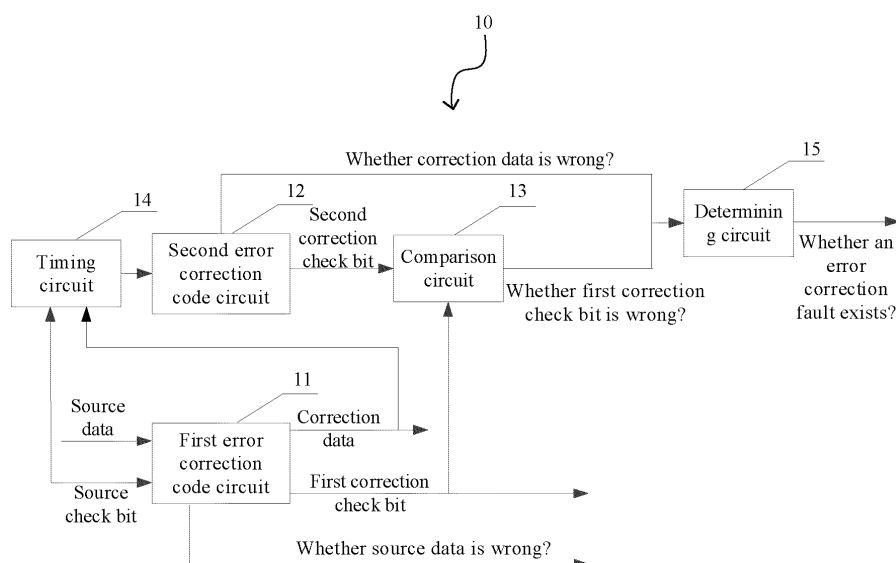 10
Whether correction data is wrong?
15
14
12
Second
correction
check bit
13
Determinin
g circuit
Timing
circuit
Second error
correction
code circuit
Comparison
circuit
Whether an
error
correction
fault exists?
Whether first correction
check bit is wrong?
11
Source
data
First error
correction
code circuit
Correction
data
Source
check bit
First correction
check bit
Whether source data is wrong?